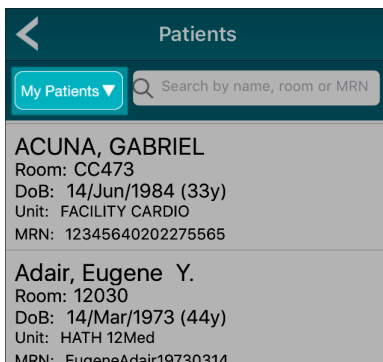 Patients
My Patients ▼ Search by name, room or MRN
ACUNA, GABRIEL
Room: CC473
DoB: 14/Jun/1984 (33y)
Unit: FACILITY CARDIO
MRN: 12345640202275565
Adair, Eugene Y.
Room: 12030
DoB: 14/Mar/1973 (44y)
Unit: HATH 12Med
MRN: EugeneAdair19730314